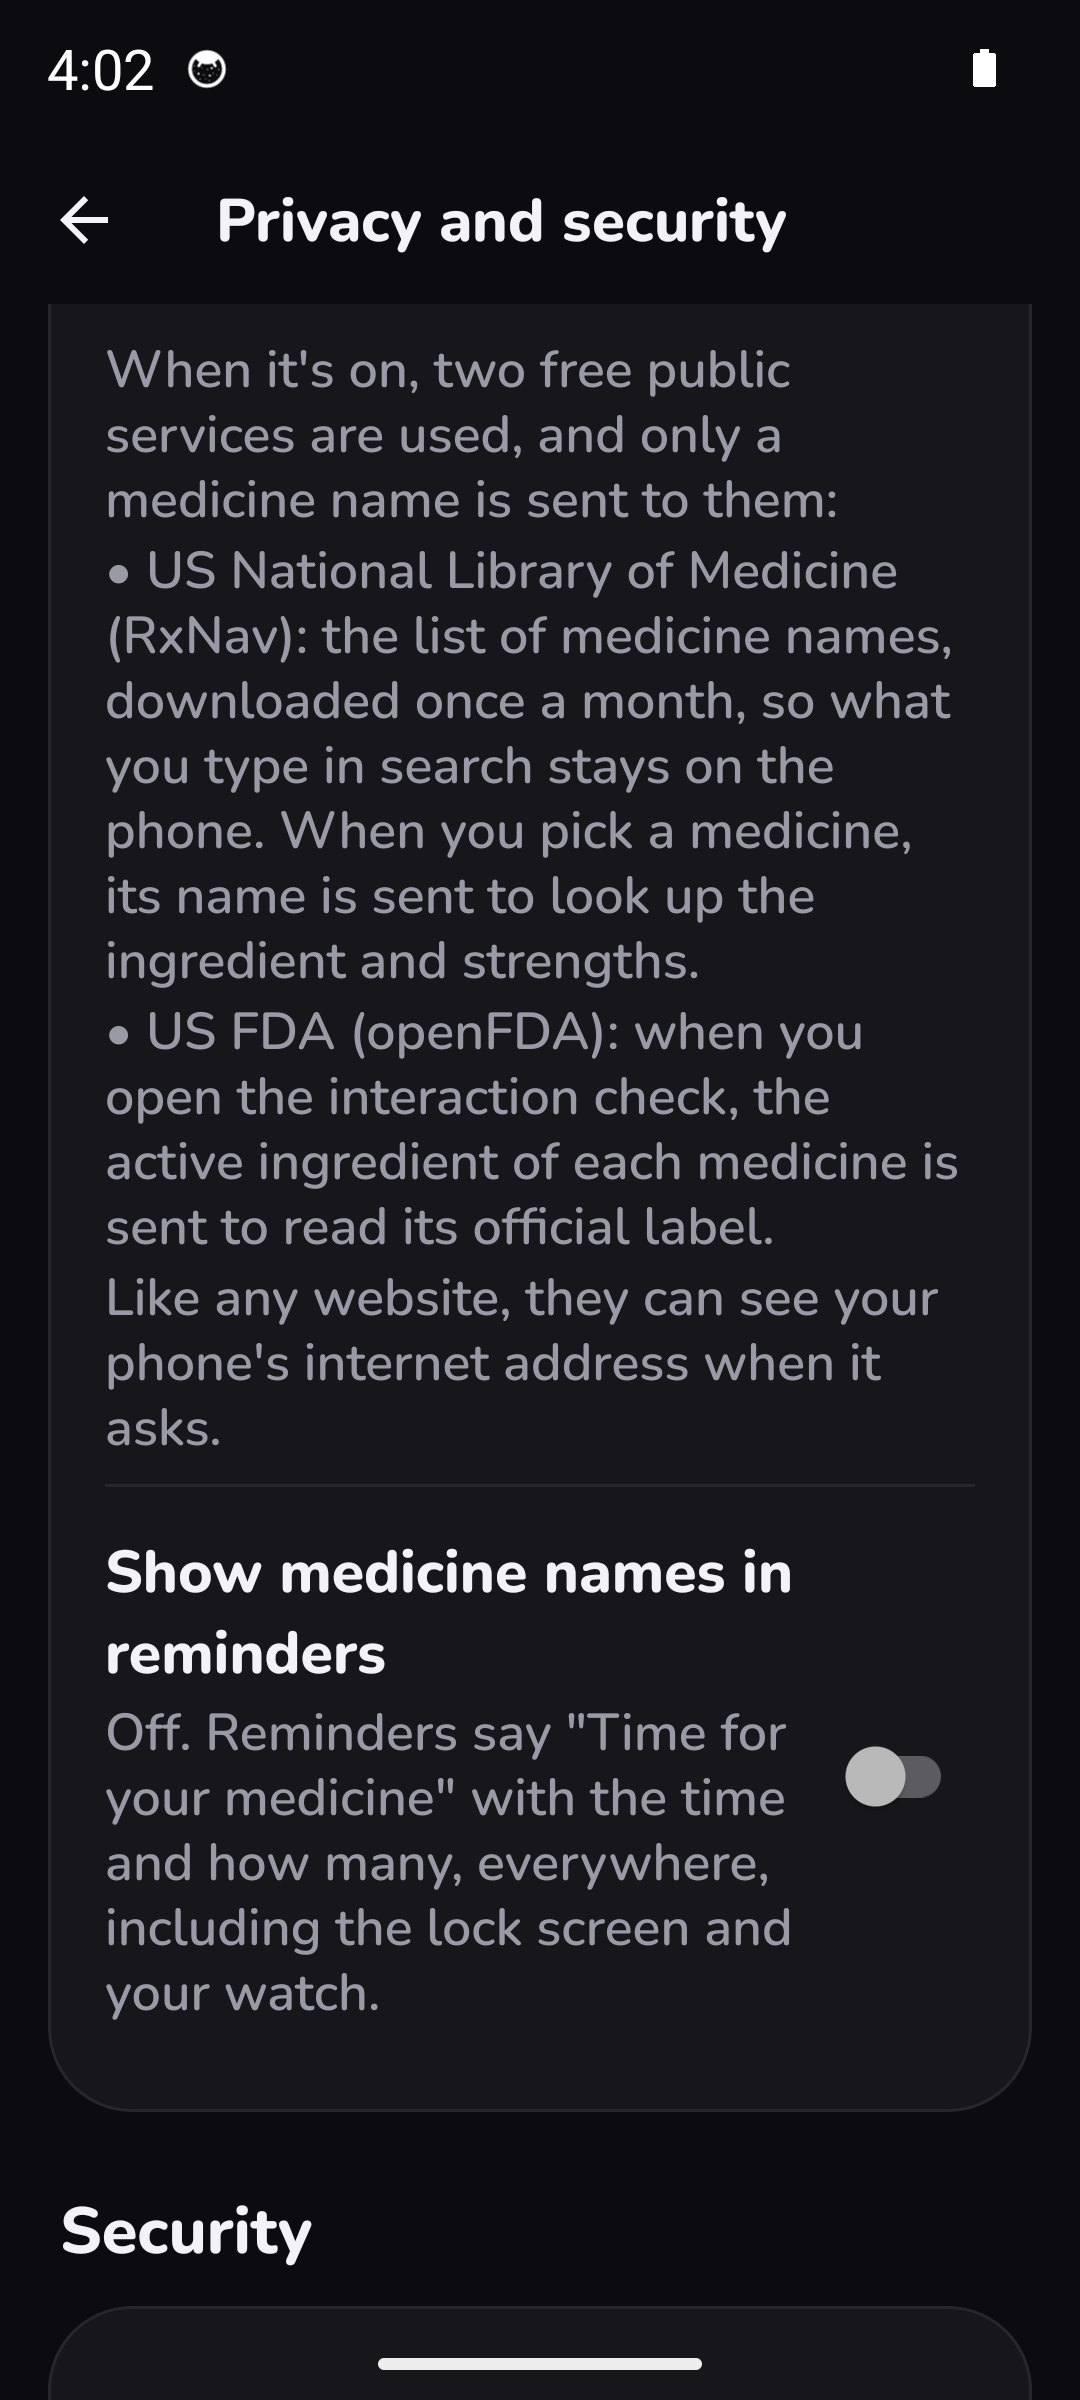 4:02
Privacy and security
When it's on, two free public
services are used, and only a
medicine name is sent to them:
• US National Library of Medicine
(RxNav): the list of medicine names,
downloaded once a month, so what
you type in search stays on the
phone. When you pick a medicine,
its name is sent to look up the
ingredient and strengths.
• US FDA (openFDA): when you
open the interaction check, the
active ingredient of each medicine is
sent to read its official label.
Like any website, they can see your
phone's internet address when it
asks.
Show medicine names in
reminders
Off. Reminders say "Time for
your medicine" with the time
and how many, everywhere,
including the lock screen and
your watch.
Security